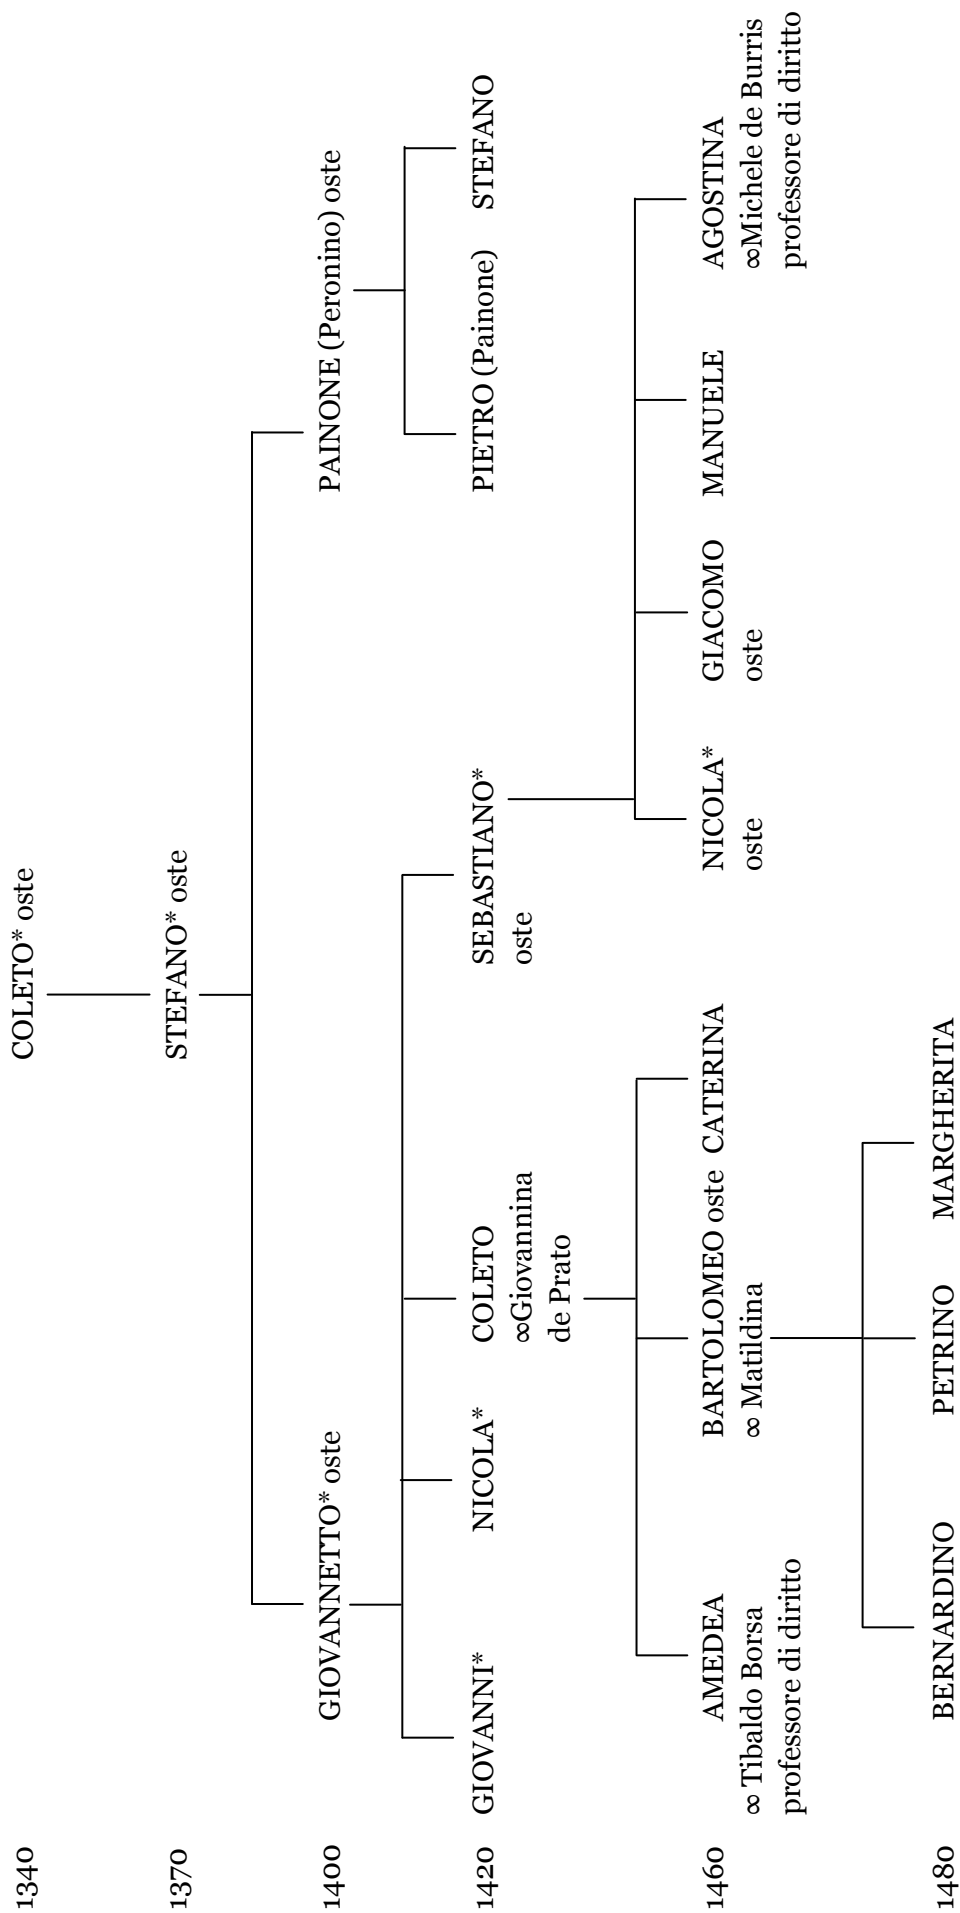 1340
COLETO* oste
1370
STEFANO* oste
1400
GIOVANNETTO* oste
PAINONE (Peronino) oste
1420
GIOVANNI*
NICOLA*
COLETO
∞Giovannina
de Prato
SEBASTIANO*
oste
PIETRO (Painone)
STEFANO
1460
AMEDEA
∞ Tibaldo Borsa
professore di diritto
BARTOLOMEO oste
∞ Matildina
CATERINA
NICOLA*
oste
GIACOMO
oste
MANUELE
AGOSTINA
∞Michele de Burris
professore di diritto
1480
BERNARDINO
PETRINO
MARGHERITA